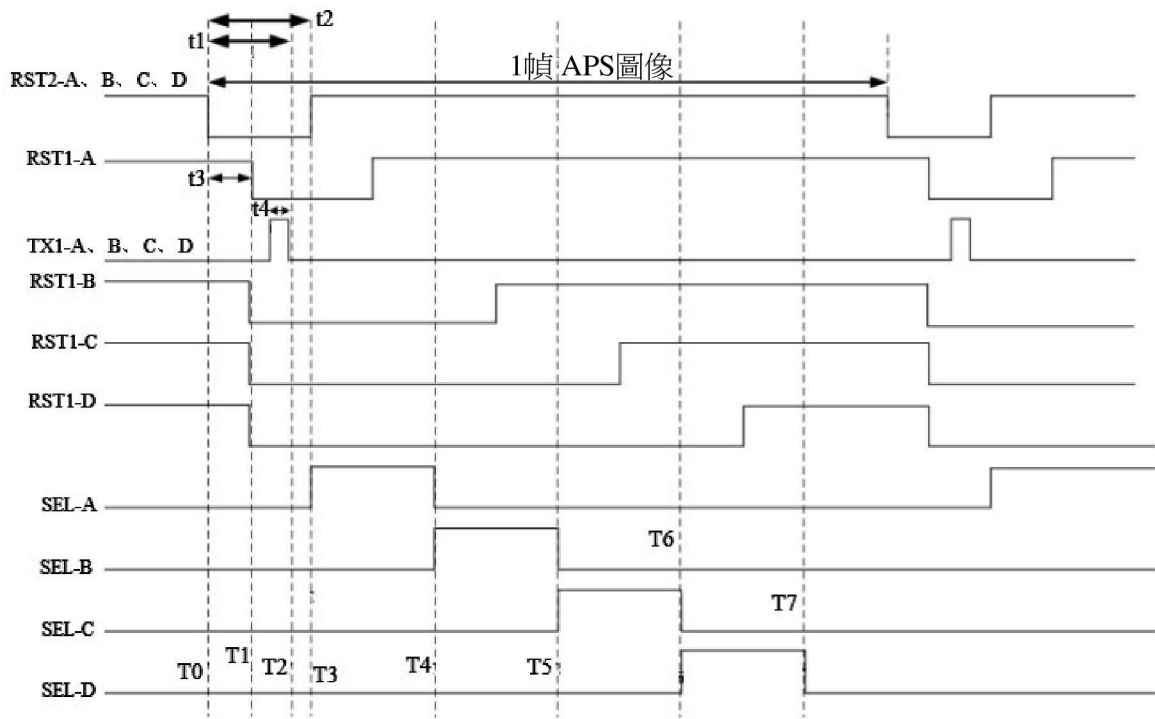 t2
t1
1幀 APS圖像
RST2-A、B、C、D
RST1-A
t3
t4
TX1-A、B、C、D
RST1-B
RST1-C
RST1-D
SEL-A
T6
SEL-B
T7
SEL-C
T0 T1 T2 T3 T4 T5
SEL-D